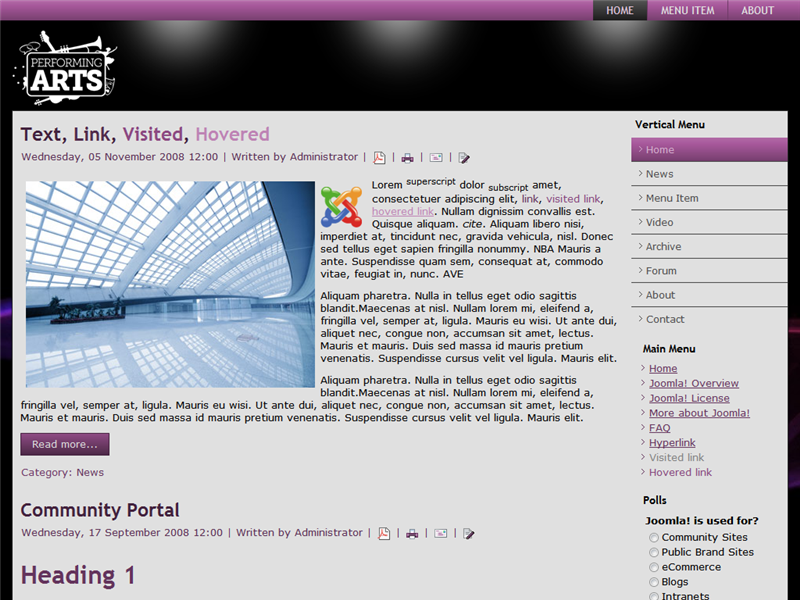 HOME MENU ITEM ABOUT
PERFORMING
ARTS
Text, Link, Visited, Hovered
Wednesday, 05 November 2008 12:00 | Written by Administrator | | | |
Lorem superscript dolor subscript amet,
consectetuer adipiscing elit, link, visited link,
hovered link. Nullam dignissim convallis est.
Quisque aliquam. cite. Aliquam libero nisi,
imperdiet at, tincidunt nec, gravida vehicula, nisl. Donec
sed tellus eget sapien fringilla nonummy. NBA Mauris a
ante. Suspendisse quam sem, consequat at, commodo
vitae, feugiat in, nunc. AVE
Aliquam pharetra. Nulla in tellus eget odio sagittis
blandit.Maecenas at nisl. Nullam lorem mi, eleifend a,
fringilla vel, semper at, ligula. Mauris eu wisi. Ut ante dui,
aliquet nec, congue non, accumsan sit amet, lectus.
Mauris et mauris. Duis sed massa id mauris pretium
venenatis. Suspendisse cursus velit vel ligula. Mauris elit.
Aliquam pharetra. Nulla in tellus eget odio sagittis
blandit.Maecenas at nisl. Nullam lorem mi, eleifend a,
fringilla vel, semper at, ligula. Mauris eu wisi. Ut ante dui, aliquet nec, congue non, accumsan sit amet, lectus.
Mauris et mauris. Duis sed massa id mauris pretium venenatis. Suspendisse cursus velit vel ligula. Mauris elit.
Read more...
Category: News
Community Portal
Wednesday, 17 September 2008 12:00 | Written by Administrator | | | |
Heading 1
Vertical Menu
Home
News
Menu Item
Video
Archive
Forum
About
Contact
Main Menu
Home
Joomla! Overview
Joomla! License
More about Joomla!
FAQ
Hyperlink
Visited link
Hovered link
Polls
Joomla! is used for?
Community Sites
Public Brand Sites
eCommerce
Blogs
Intranets